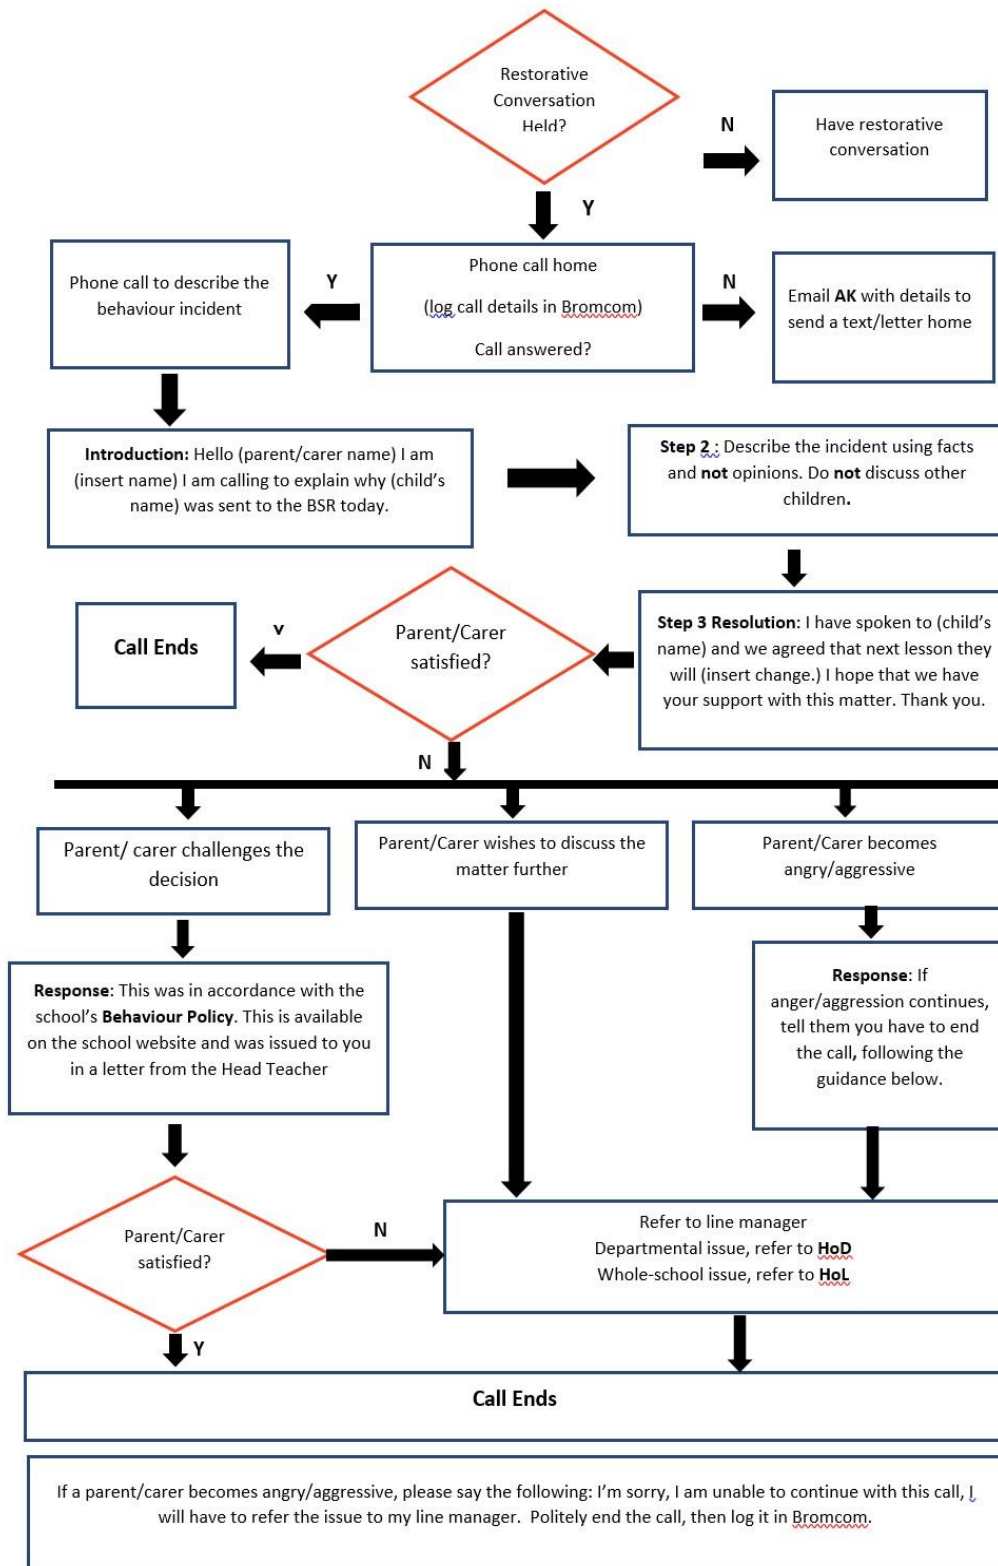 Restorative
Conversation
Held?
N
Have restorative
conversation
Y
Phone call to describe the
behaviour incident
Y
Phone call home
(log call details in Bromcom)
Call answered?
N
Email AK with details to
send a text/letter home
Introduction: Hello (parent/carer name) I am
(insert name) I am calling to explain why (child's
name) was sent to the BSR today.
Step 2 : Describe the incident using facts
and not opinions. Do not discuss other
children.
Call Ends
Y
Parent/Carer
satisfied?
Step 3 Resolution: I have spoken to (child's
name) and we agreed that next lesson they
will (insert change.) I hope that we have
your support with this matter. Thank you.
N
Parent/ carer challenges the
decision
Parent/Carer wishes to discuss the
matter further
Parent/Carer becomes
angry/aggressive
Response: This was in accordance with the
school's Behaviour Policy. This is available
on the school website and was issued to you
in a letter from the Head Teacher
Response: If
anger/aggression continues,
tell them you have to end
the call, following the
guidance below.
Parent/Carer
satisfied?
N
Refer to line manager
Departmental issue, refer to HoD
Whole-school issue, refer to HoL
Y
Call Ends
If a parent/carer becomes angry/aggressive, please say the following: I'm sorry, I am unable to continue with this call, I
will have to refer the issue to my line manager.  Politely end the call, then log it in Bromcom.